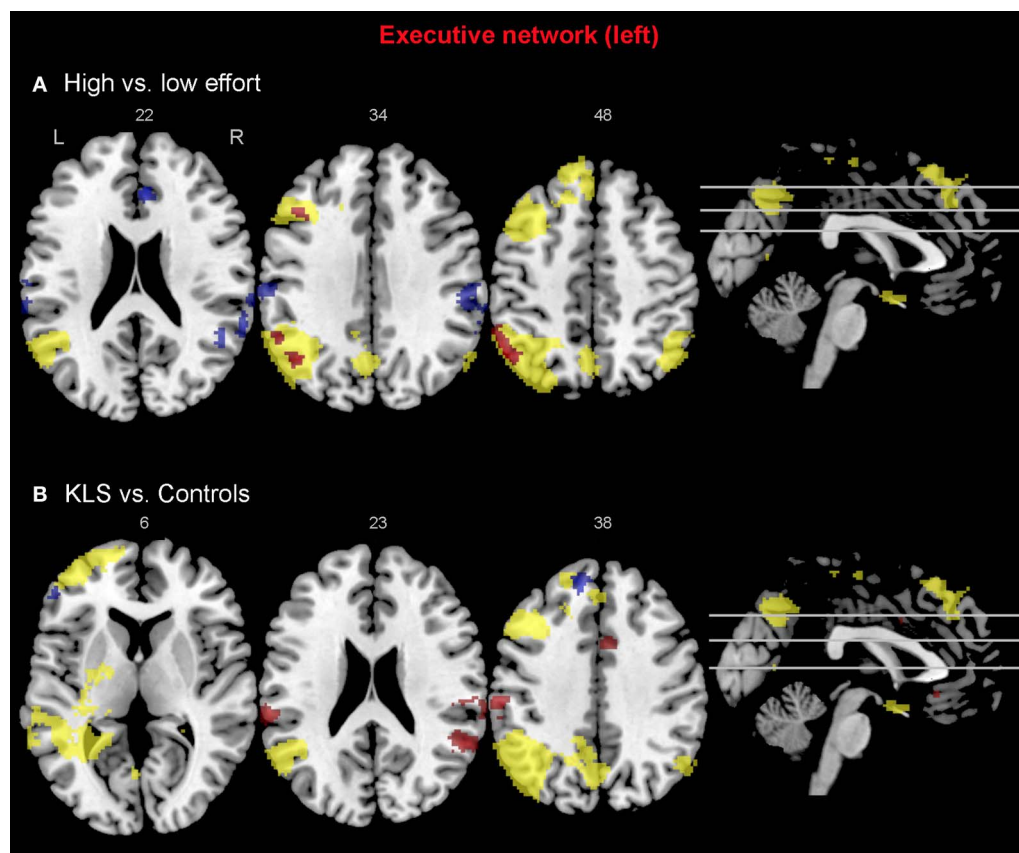 Executive network (left)
A High vs. low effort
22 34 48
L R
B KLS vs. Controls
6 23 38